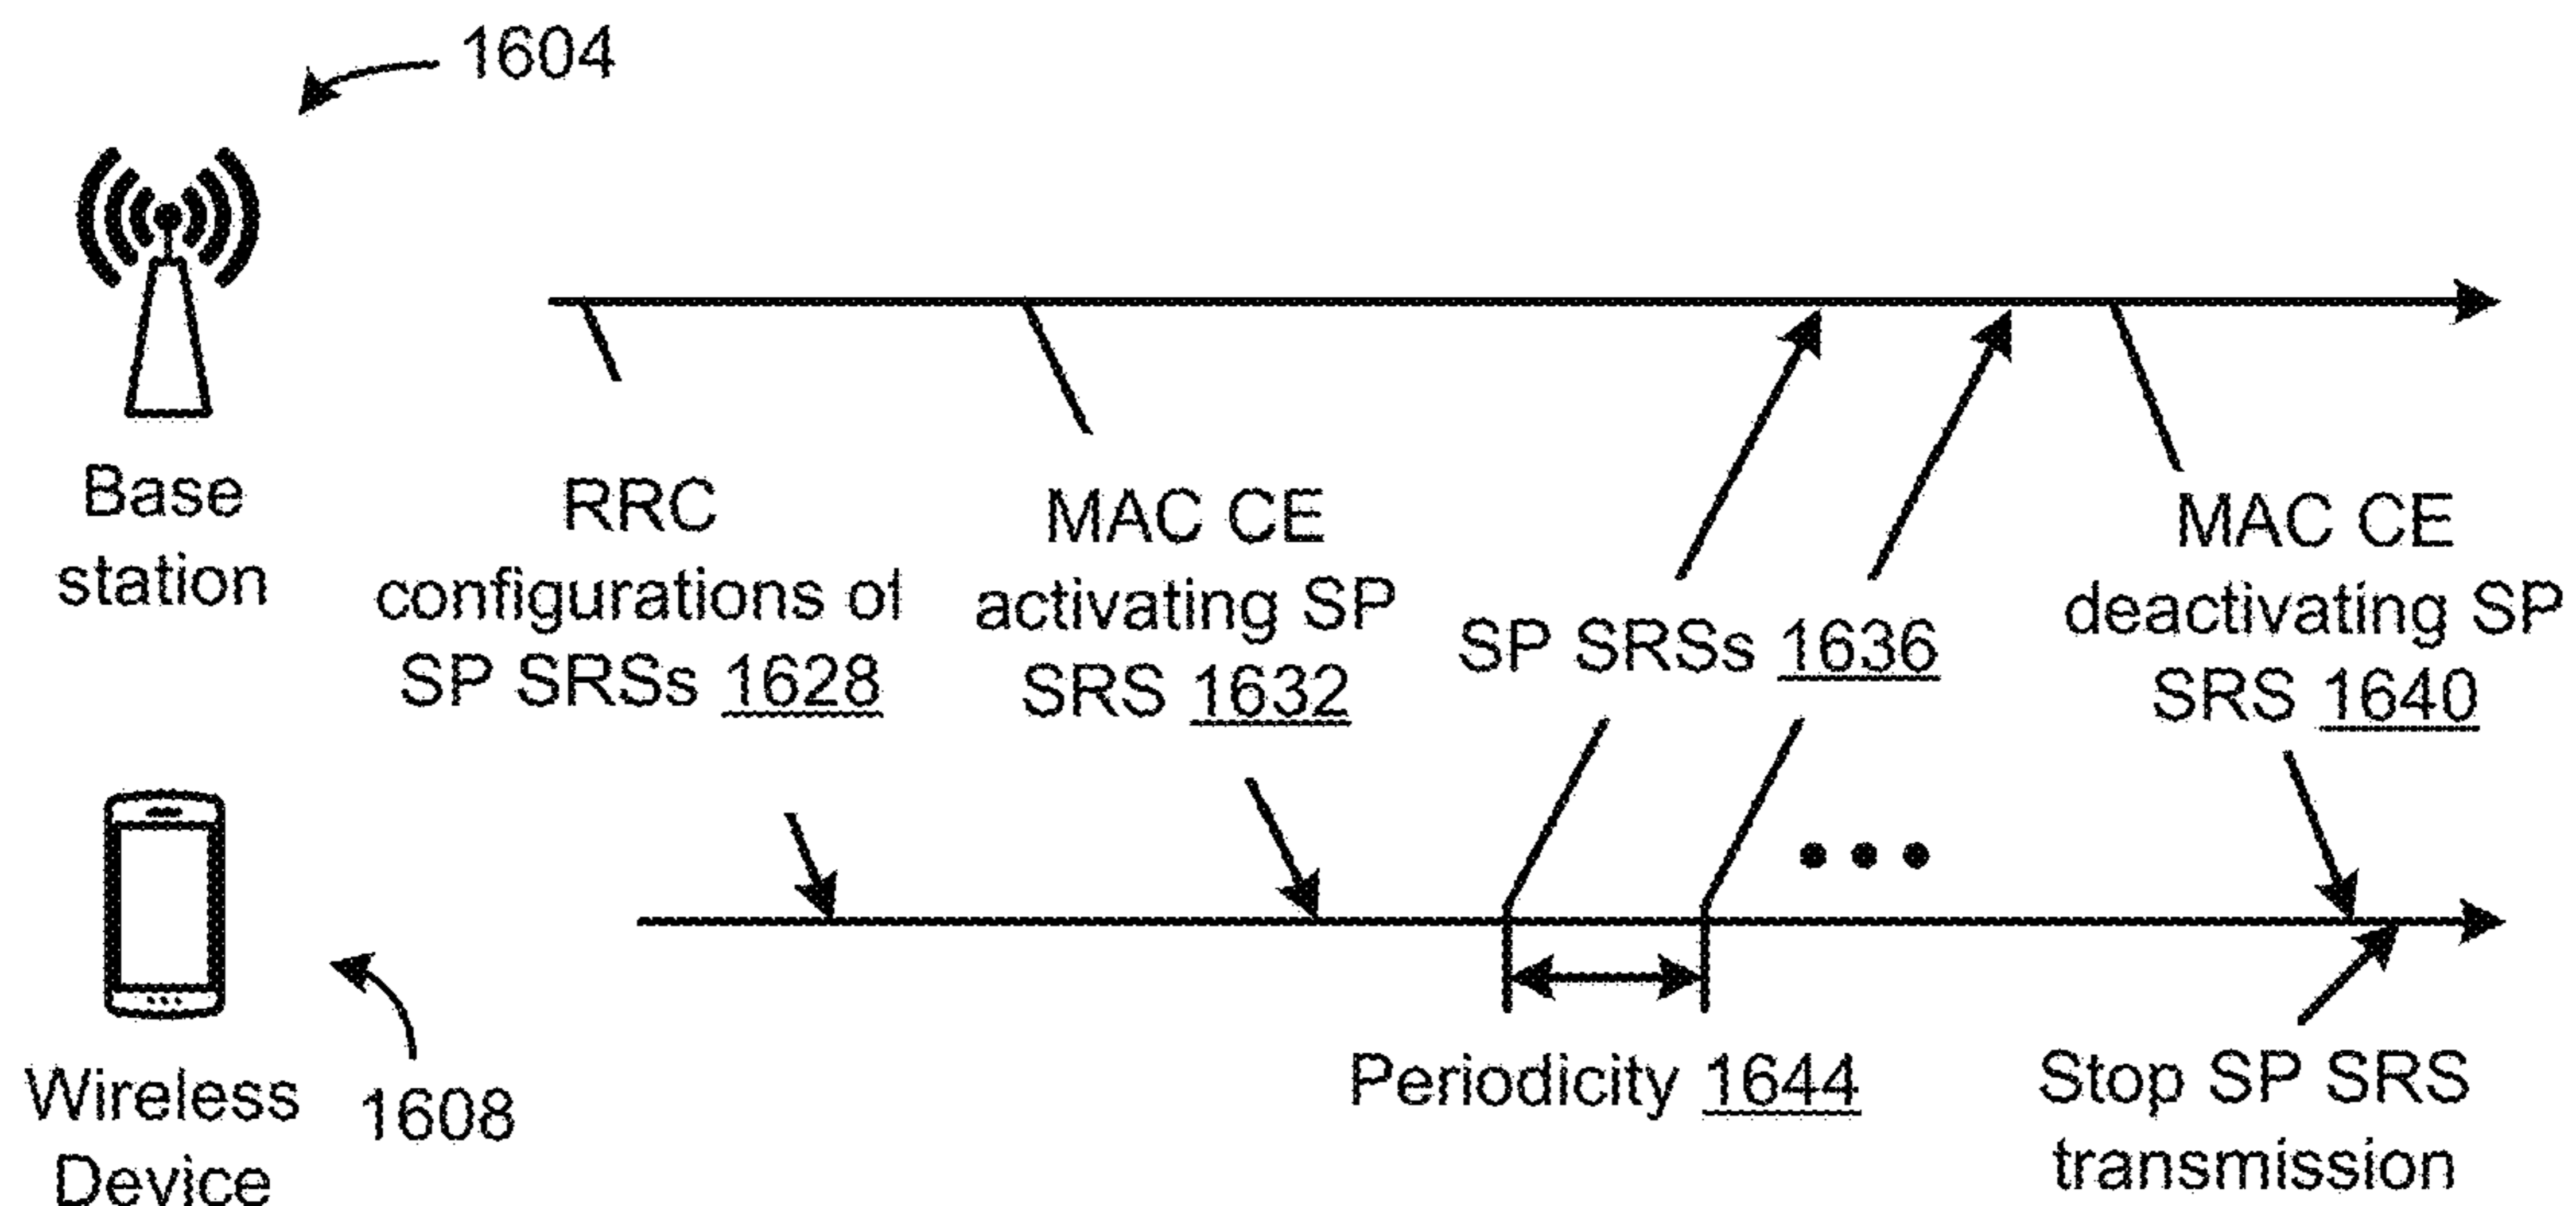 1604
Base
station
RRC
configurations of
SP SRSs 1628
MAC CE
activating SP
SRS 1632
SP SRSs 1636
MAC CE
deactivating SP
SRS 1640
Wireless
Device
1608
Periodicity 1644
Stop SP SRS
transmission